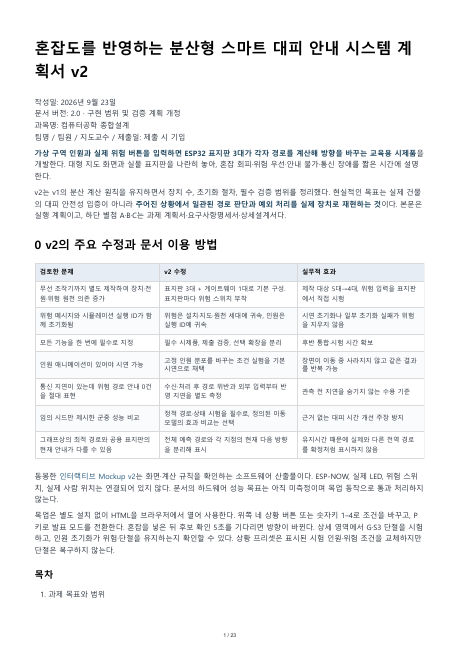 혼잡도를 반영하는 분산형 스마트 대피 안내 시스템 계
획서 v2
작성일: 2026년 9월 23일
문서 버전: 2.0 · 구현 범위 및 검증 계획 개정
과목명: 컴퓨터공학 종합설계
팀명 / 팀원 / 지도교수 / 제출일: 제출 시 기입
가상 구역 인원과 실제 위험 버튼을 입력하면 ESP32 표지판 3대가 각자 경로를 계산해 방향을 바꾸는 교육용 시제품을
개발한다. 대형 지도 화면과 실물 표지판을 나란히 놓아, 혼잡 회피·위험 우선·안내 불가·통신 장애를 짧은 시간에 설명
한다.
v2는 v1의 분산 계산 원칙을 유지하면서 장치 수, 초기화 절차, 필수 검증 범위를 정리했다. 현실적인 목표는 실제 건물
의 대피 안전성 입증이 아니라 주어진 상황에서 일관된 경로 판단과 예외 처리를 실제 장치로 재현하는 것이다. 본문은
실행 계획이고, 하단 별첨 A·B·C는 과제 계획서·요구사항명세서·상세설계서다.
0 v2의 주요 수정과 문서 이용 방법
검토한 문제 v2 수정 실무적 효과
무선 조작기까지 별도 제작하여 장치·전 표지판 3대 + 게이트웨이 1대로 기본 구성. 제작 대상 5대→4대, 위험 입력을 표지판
원·위험 원천 의존 증가 표지판마다 위험 스위치 부착 에서 직접 시험
위험 메시지와 시뮬레이션 실행 ID가 함 위험은 설치·지도·원천 세대에 귀속, 인원은 시연 초기화나 일부 초기화 실패가 위험
께 초기화됨 실행 ID에 귀속 을 지우지 않음
모든 기능을 한 번에 필수로 지정 필수 시제품, 제출 검증, 선택 확장을 분리 후반 통합·시험 시간 확보
인원 애니메이션이 있어야 시연 가능 고정 인원 분포를 바꾸는 조건 실험을 기본 장면이 이동 중 사라지지 않고 같은 결과
시연으로 채택 를 반복 가능
통신 지연이 있는데 위험 경로 안내 0건 수신·처리 후 경로 위반과 외부 입력부터 반 관측 전 지연을 숨기지 않는 수용 기준
을 절대 표현 영 지연을 별도 측정
임의 시드만 제시한 군중 성능 비교 정적 경로·상태 시험을 필수로, 정의된 이동 근거 없는 대피 시간 개선 주장 방지
모델의 효과 비교는 선택
그래프상의 최적 경로와 공용 표지판의 전체 예측 경로와 각 지점의 현재 다음 방향 유지시간 때문에 실제와 다른 전역 경로
현재 안내가 다를 수 있음 을 분리해 표시 를 확정처럼 표시하지 않음
동봉한 인터랙티브 Mockup v2는 화면·계산 규칙을 확인하는 소프트웨어 산출물이다. ESP-NOW, 실제 LED, 위험 스위
치, 실제 사람 위치는 연결되어 있지 않다. 문서의 하드웨어 성능 목표는 아직 미측정이며 목업 동작으로 통과 처리하지
않는다.
목업은 별도 설치 없이 HTML을 브라우저에서 열어 사용한다. 위쪽 네 상황 버튼 또는 숫자키 1–4로 조건을 바꾸고, P
키로 발표 모드를 전환한다. 혼잡을 넣은 뒤 후보 확인 5초를 기다리면 방향이 바뀐다. 상세 영역에서 G-S3 단절을 시험
하고, 인원 초기화가 위험·단절을 유지하는지 확인할 수 있다. 상황 프리셋은 표시된 시험 인원·위험 조건을 교체하지만
단절은 복구하지 않는다.
목차
1. 과제 목표와 범위
1 / 23